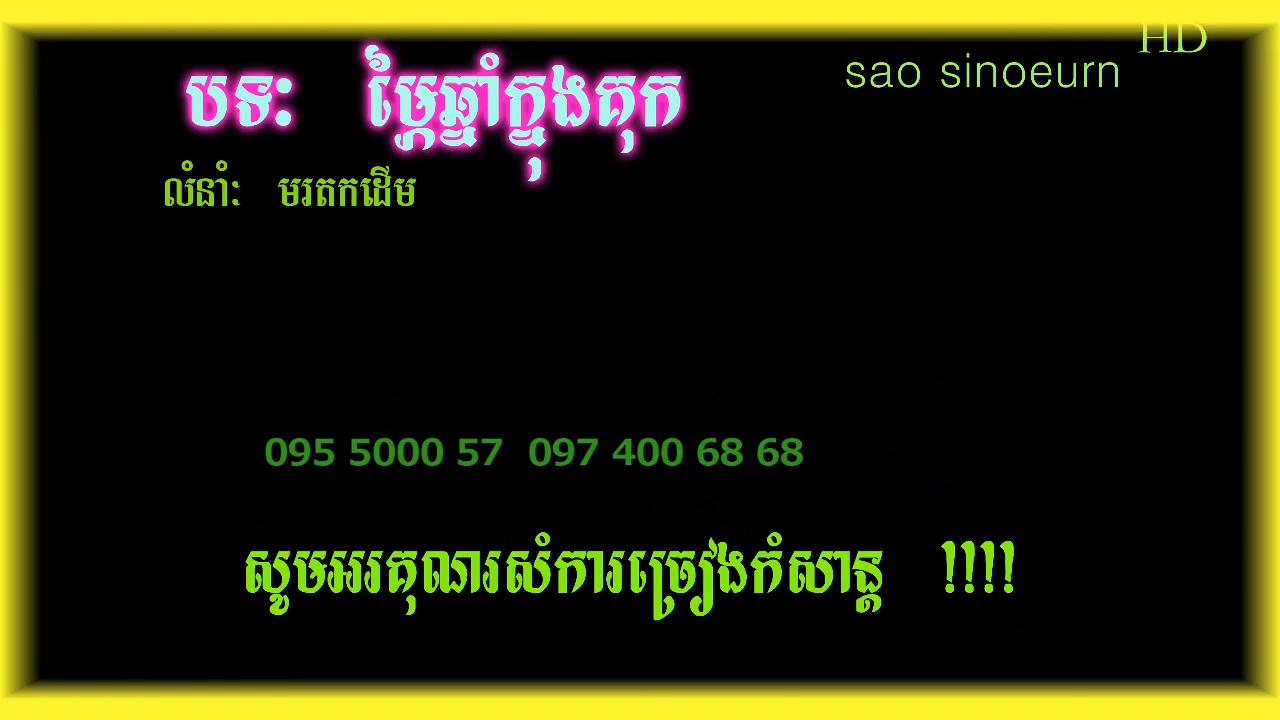 HD
sao sinoeurn
បទៈ ម្ភៃឆ្នាំក្នុងគុក
លំនាំៈ មរតកដើម
095 5000 57 097 400 68 68
សូមអរគុណរសំការច្រៀងកំសាន្ត !!!!